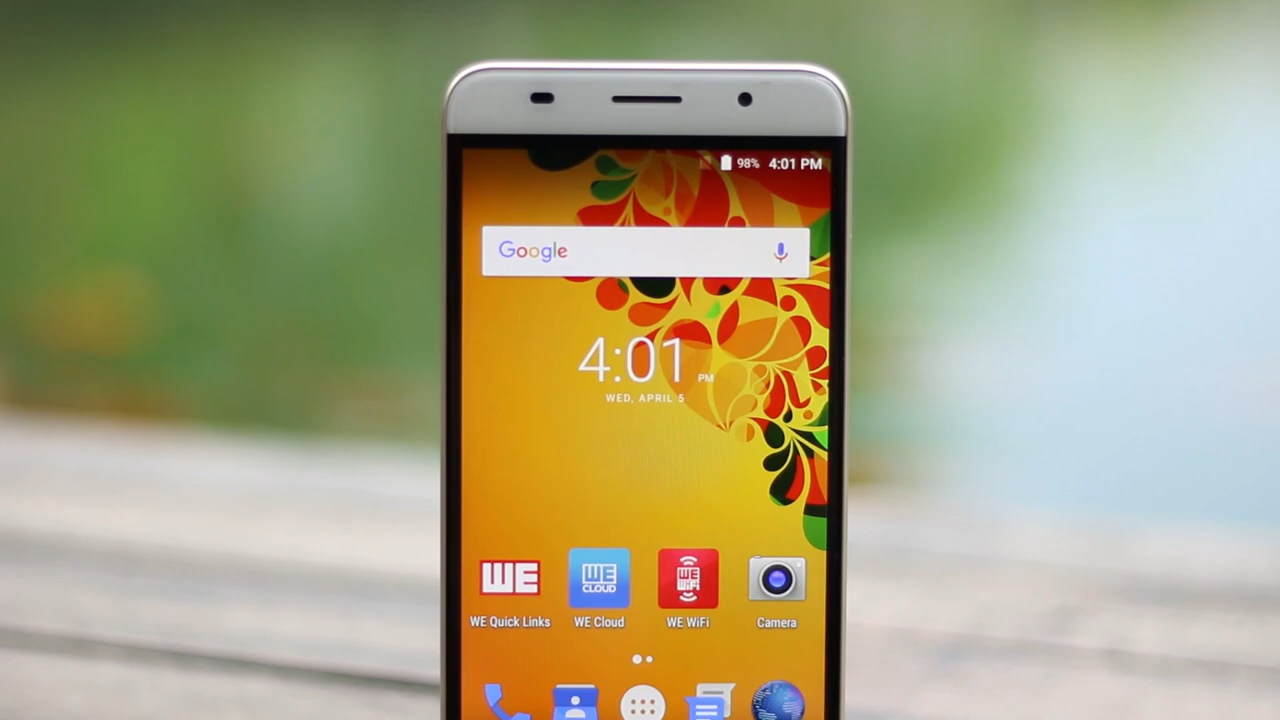 98% 4:01 PM
Google
4:01 PM
WED, APRIL 5
WE
WE CLOUD
WE WiFi
WE Quick Links
WE Cloud
WE WiFi
Camera